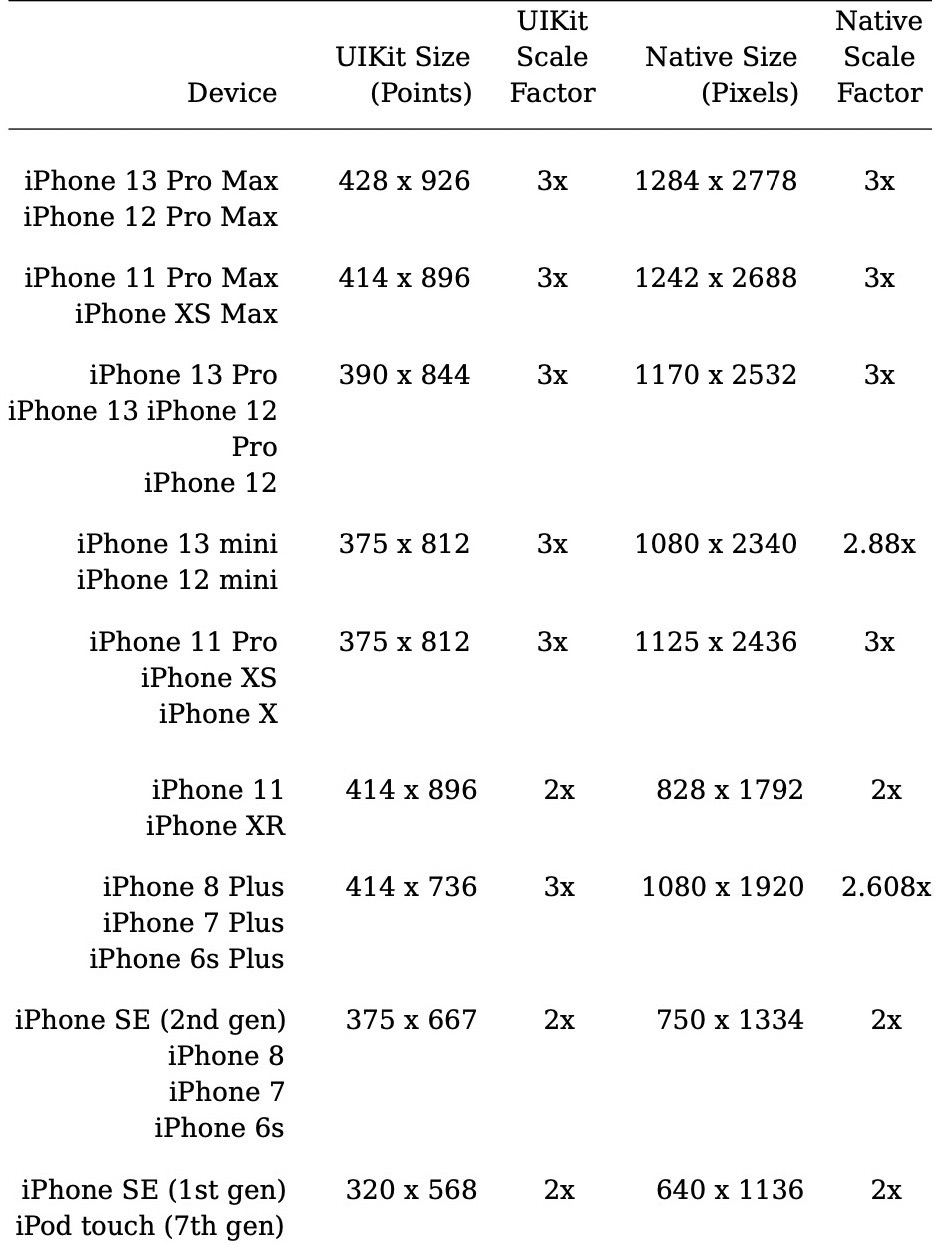 Device UIKit Size (Points) UIKit Scale Factor Native Size (Pixels) Native Scale Factor
iPhone 13 Pro Max 428 x 926 3x 1284 x 2778 3x
iPhone 12 Pro Max
iPhone 11 Pro Max 414 x 896 3x 1242 x 2688 3x
iPhone XS Max
iPhone 13 Pro 390 x 844 3x 1170 x 2532 3x
iPhone 13 iPhone 12
Pro
iPhone 12
iPhone 13 mini 375 x 812 3x 1080 x 2340 2.88x
iPhone 12 mini
iPhone 11 Pro 375 x 812 3x 1125 x 2436 3x
iPhone XS
iPhone X
iPhone 11 414 x 896 2x 828 x 1792 2x
iPhone XR
iPhone 8 Plus 414 x 736 3x 1080 x 1920 2.608x
iPhone 7 Plus
iPhone 6s Plus
iPhone SE (2nd gen) 375 x 667 2x 750 x 1334 2x
iPhone 8
iPhone 7
iPhone 6s
iPhone SE (1st gen) 320 x 568 2x 640 x 1136 2x
iPod touch (7th gen)